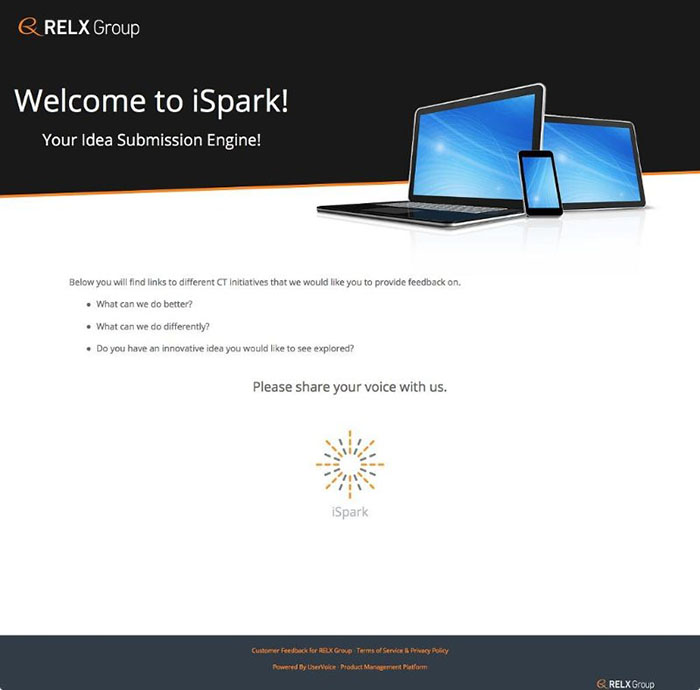 RELX Group
Welcome to iSpark!
Your Idea Submission Engine!
Below you will find links to different CT initiatives that we would like you to provide feedback on.
What can we do better?
What can we do differently?
Do you have an innovative idea you would like to see explored?
Please share your voice with us.
iSpark
Customer Feedback for RELX Group · Terms of Service & Privacy Policy
Powered By UserVoice · Product Management Platform
RELX Group